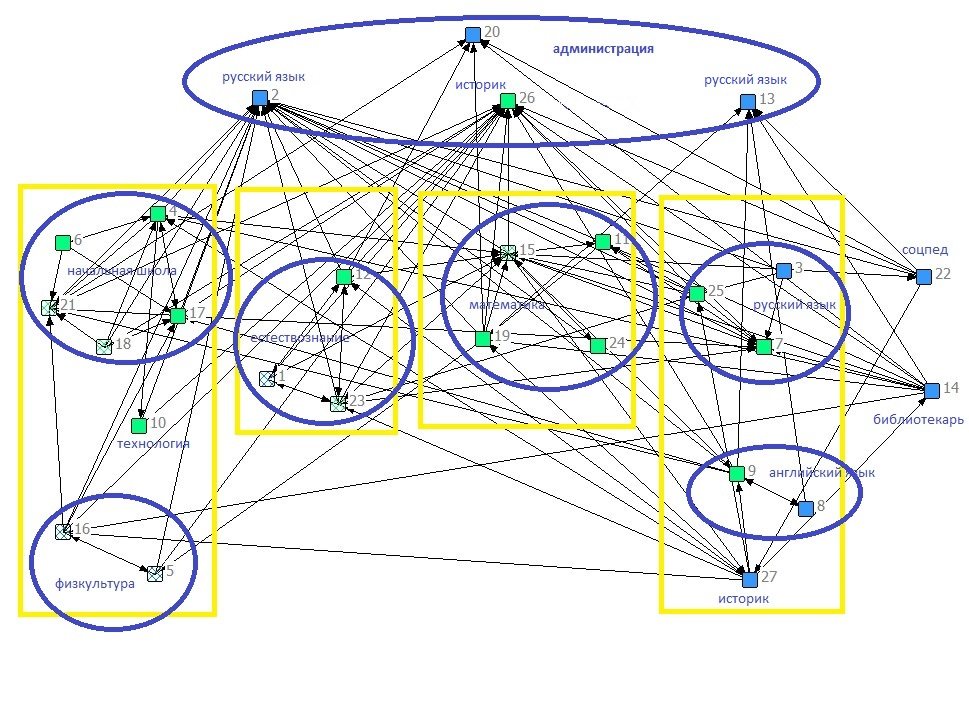 20
администрация
русский язык
историк
русский язык
2
26
13
4
6
15
11
начальная школа
12
25
3
соцпед
22
21
17
естествознание
математика
русский язык
18
19
24
7
1
23
14
10
библиотекарь
технология
9
английский язык
8
16
5
физкультура
27
историк